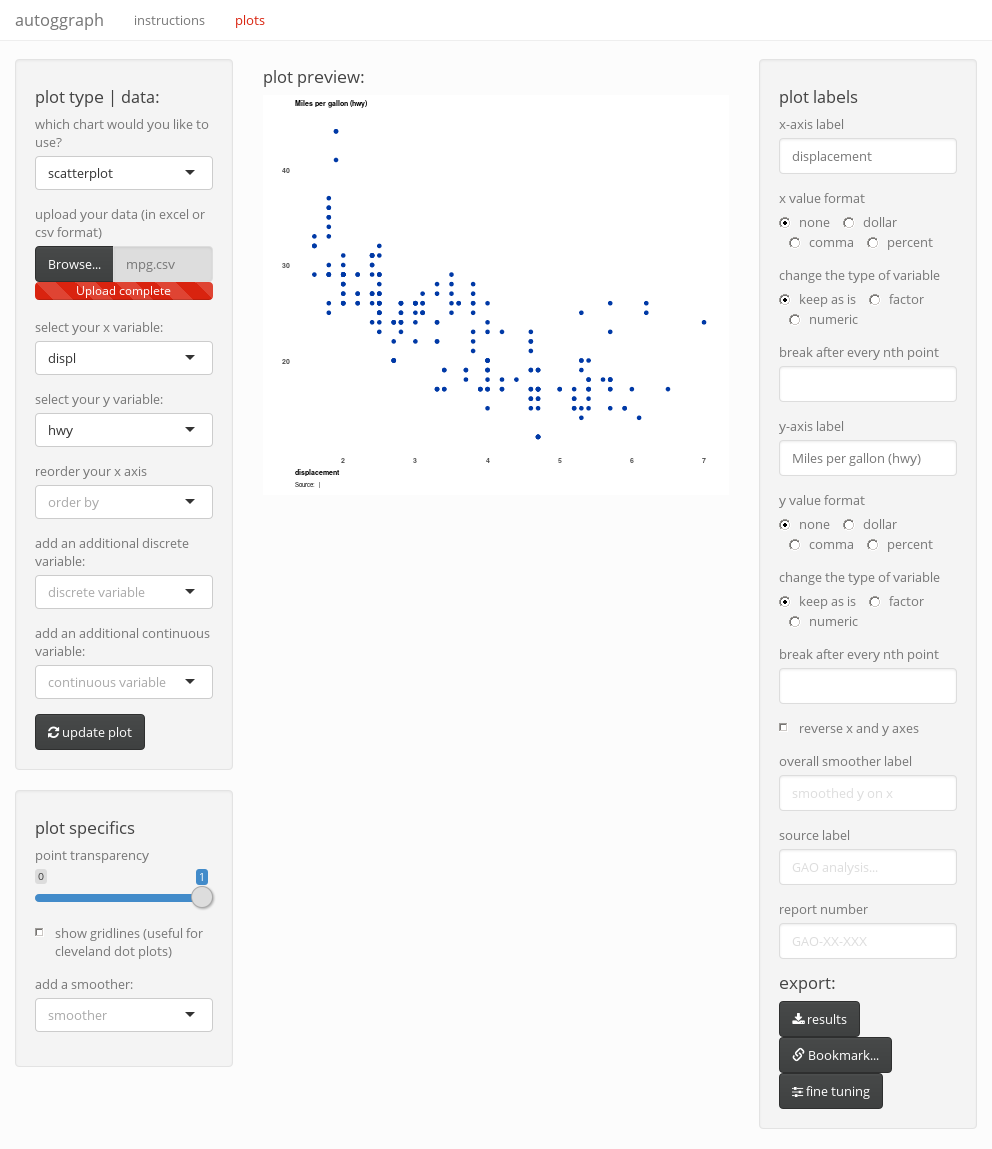 autoggraph instructions plots
plot type | data:
which chart would you like to
use?
scatterplot
upload your data (in excel or
csv format)
Browse... mpg.csv
Upload complete
select your x variable:
displ
select your y variable:
hwy
reorder your x axis
order by
add an additional discrete
variable:
discrete variable
add an additional continuous
variable:
continuous variable
update plot
plot specifics
point transparency
0 1
show gridlines (useful for
cleveland dot plots)
add a smoother:
smoother
plot preview:
Miles per gallon (hwy)
40
30
20
2 3 4 5 6 7
displacement
Source: |
plot labels
x-axis label
displacement
x value format
none dollar
comma percent
change the type of variable
keep as is factor
numeric
break after every nth point
y-axis label
Miles per gallon (hwy)
y value format
none dollar
comma percent
change the type of variable
keep as is factor
numeric
break after every nth point
reverse x and y axes
overall smoother label
smoothed y on x
source label
GAO analysis...
report number
GAO-XX-XXX
export:
results
Bookmark...
fine tuning